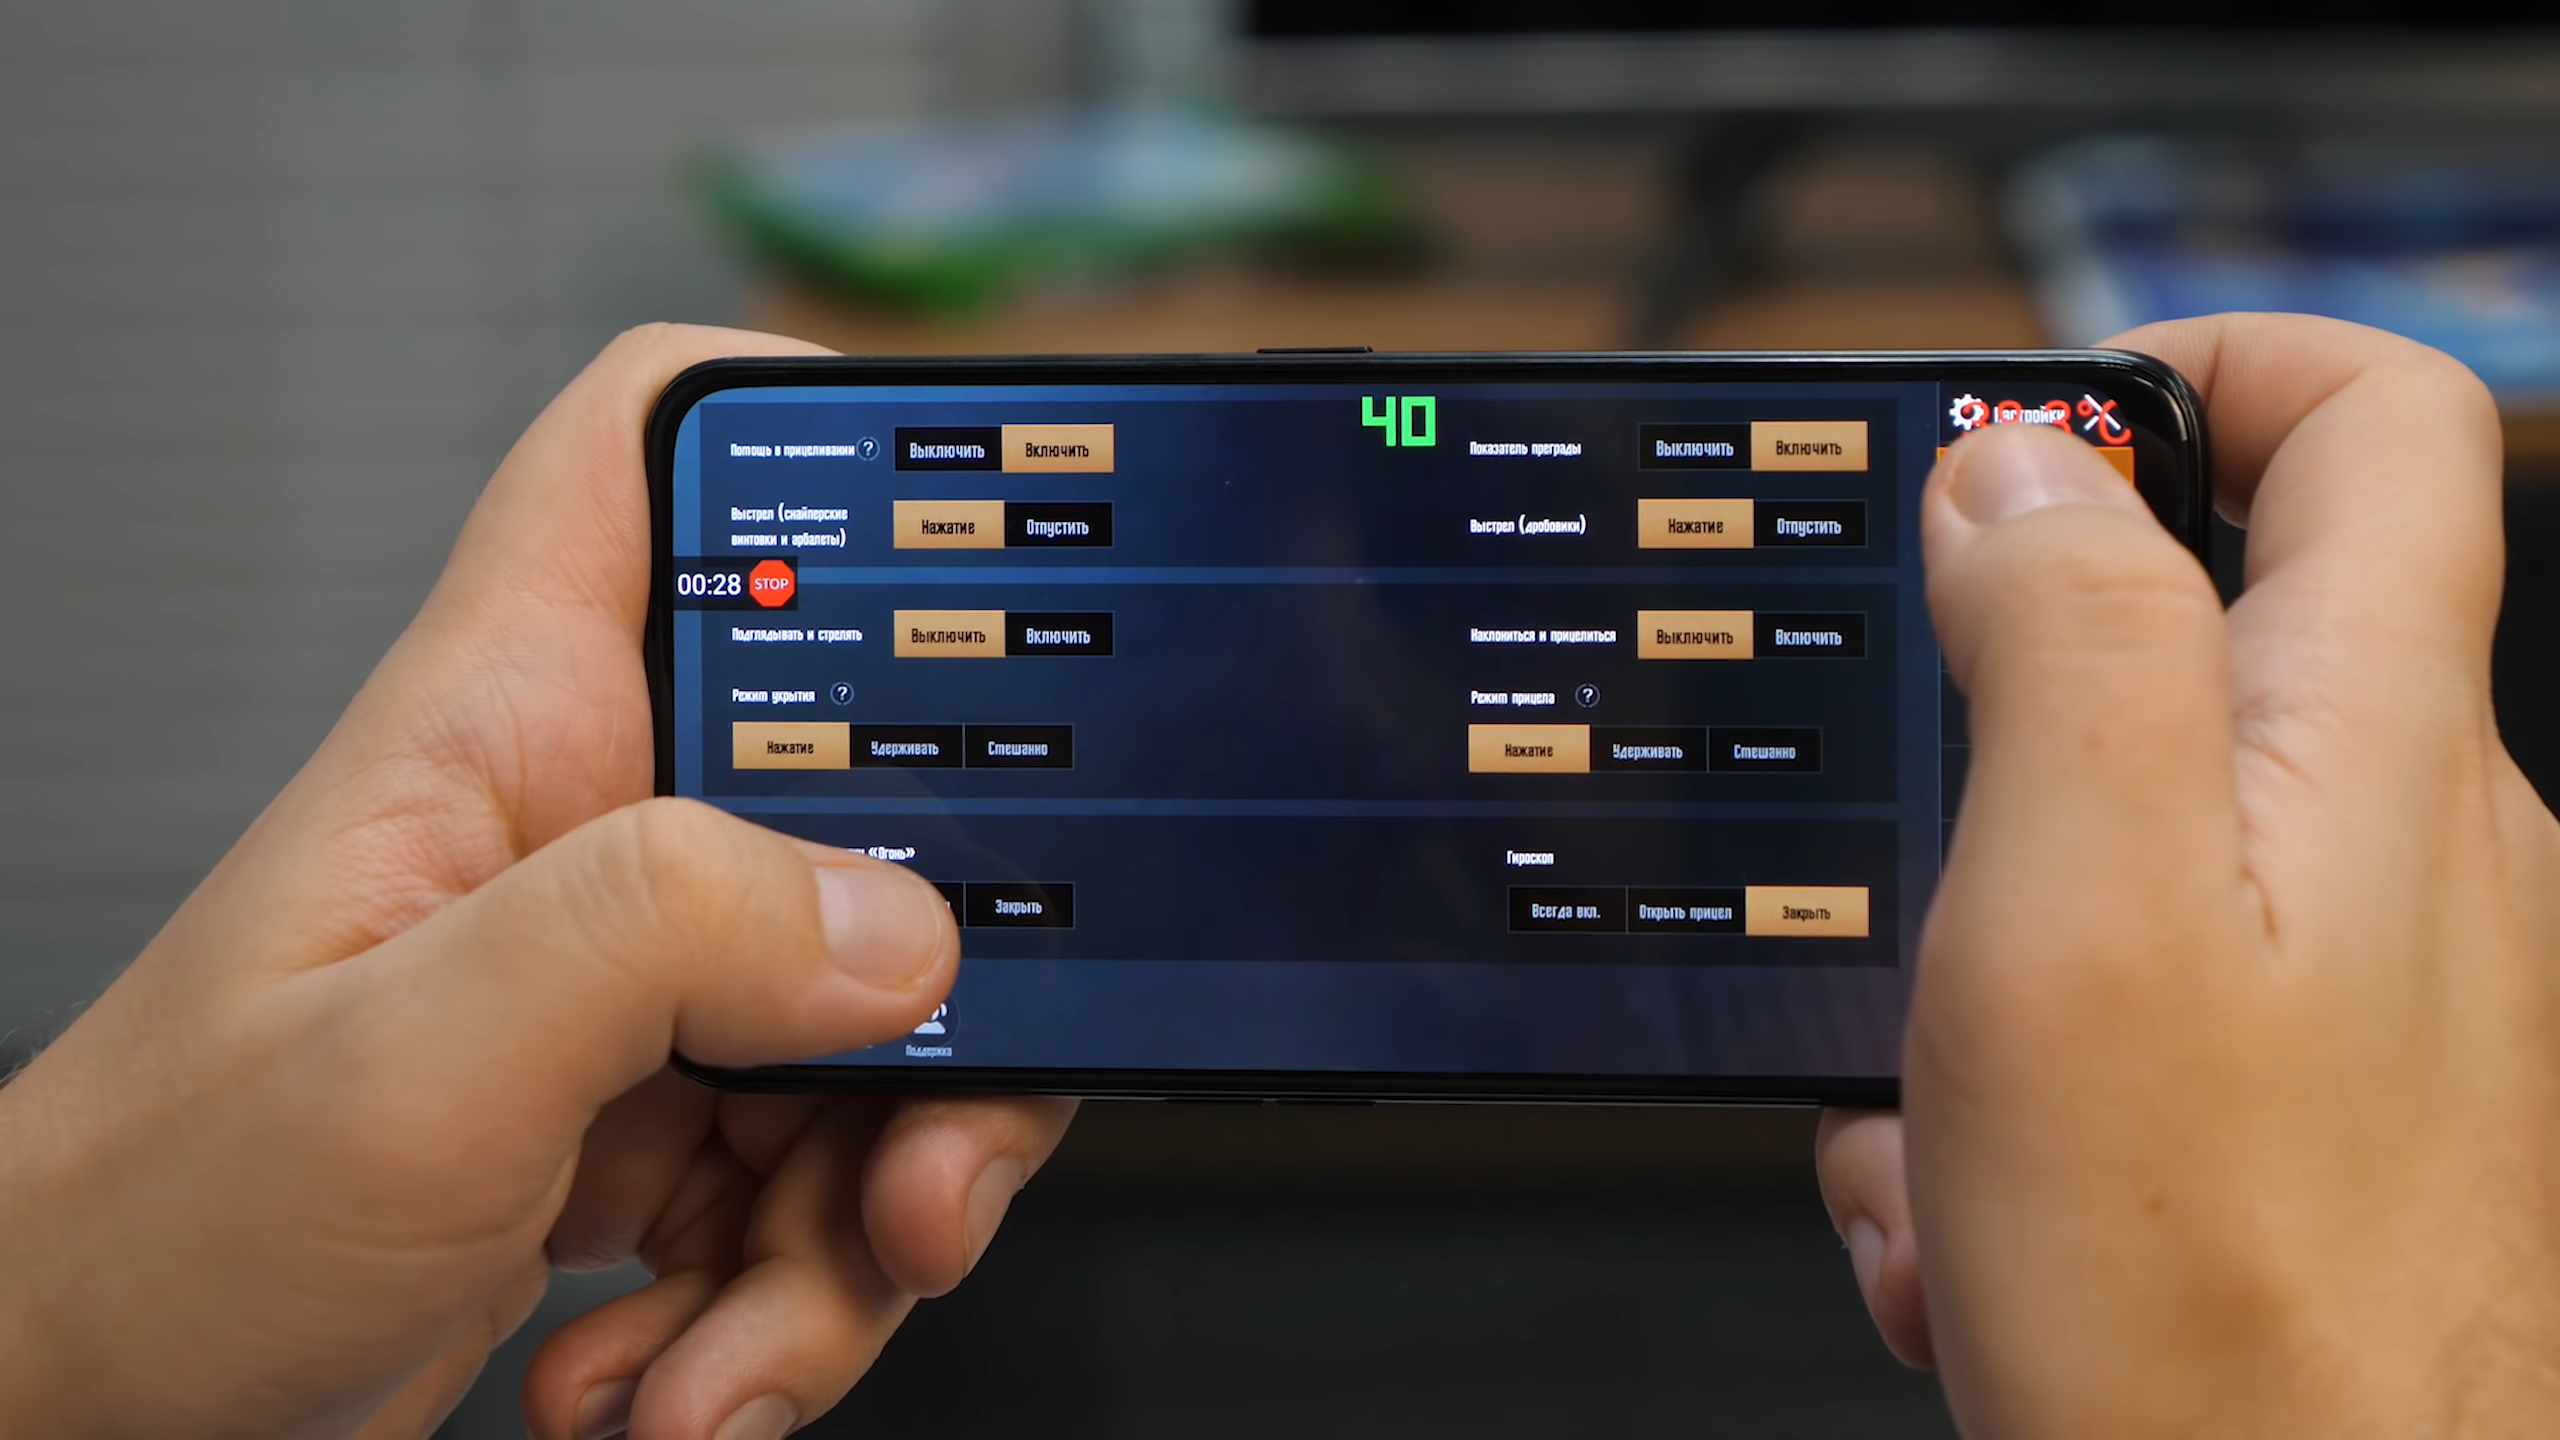 40
Настройки
Помощь в прицеливании ?
Выключить Включить
Показатель преграды
Выключить Включить
Выстрел (снайперские
винтовки и арбалеты)
Нажатие Отпустить
Выстрел (дробовики)
Нажатие Отпустить
00:28 STOP
Подглядывать и стрелять
Выключить Включить
Наклониться и прицелиться
Выключить Включить
Режим укрытия ?
Нажатие Удерживать Смешанно
Режим прицела ?
Нажатие Удерживать Смешанно
«Огонь»
Закрыть
Гироскоп
Всегда вкл. Открыть прицел Закрыть
Поддержка